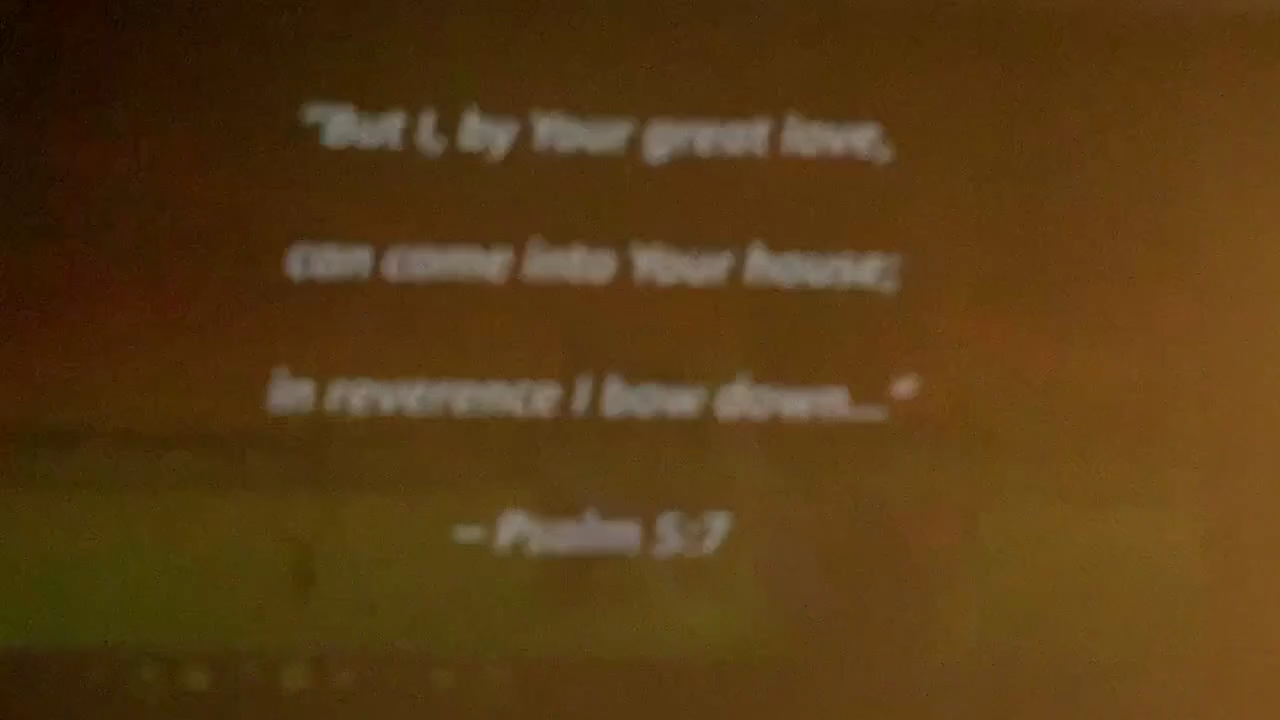 "But I, by Your great love,
can come into Your house;
in reverence I bow down..."
– Psalm 5:7